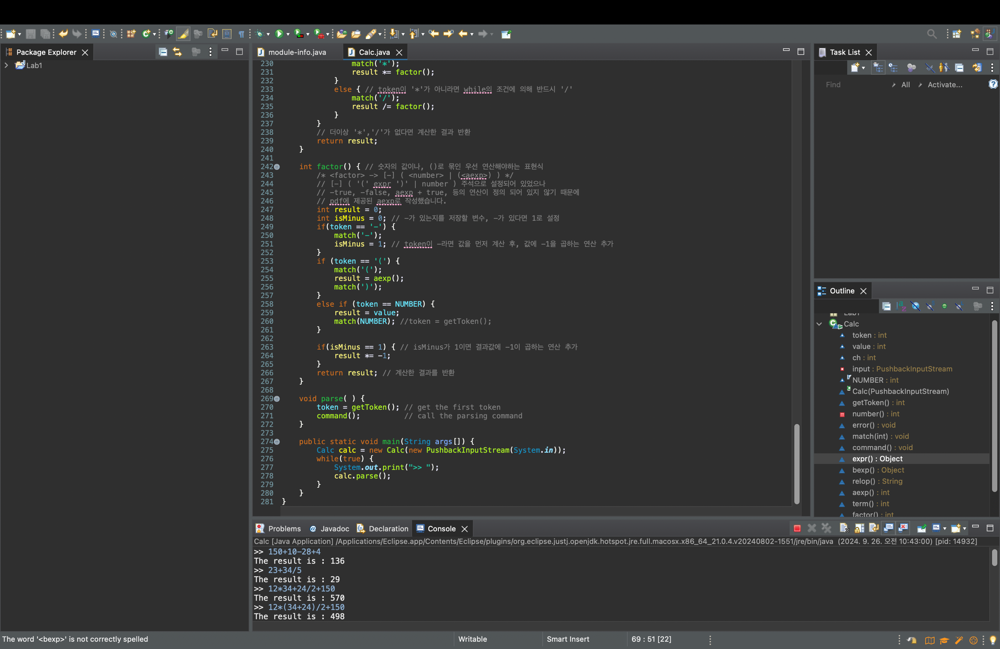 Package Explorer
Lab1
module-info.java
Calc.java
230 match('*');
231 result *= factor();
232 }
233 else { // token이 '*'가 아니라면 while의 조건에 의해 반드시 '/'
234 match('/');
235 result /= factor();
236 }
237 }
238 // 더이상 '*','/'가 없다면 계산한 결과 반환
239 return result;
240 }
241
242 int factor() { // 숫자의 값이나, ()로 묶인 우선 연산해야하는 표현식
243 /* <factor> -> [-] ( <number> | (<aexp>) ) */
244 // [-] ( '(' expr ')' | number ) 주석으로 설정되어 있었으나
245 // -true, -false, aexp + true, 등의 연산이 정의 되어 있지 않기 때문에
246 // pdf에 제공된 aexp로 작성했습니다.
247 int result = 0;
248 int isMinus = 0; // -가 있는지를 저장할 변수, -가 있다면 1로 설정
249 if(token == '-') {
250 match('-');
251 isMinus = 1; // token이 -라면 값을 먼저 계산 후, 값에 -1을 곱하는 연산 추가
252 }
253 if (token == '(') {
254 match('(');
255 result = aexp();
256 match(')');
257 }
258 else if (token == NUMBER) {
259 result = value;
260 match(NUMBER); //token = getToken();
261 }
262
263 if(isMinus == 1) { // isMinus가 1이면 결과값에 -1이 곱하는 연산 추가
264 result *= -1;
265 }
266 return result; // 계산한 결과를 반환
267 }
268
269 void parse( ) {
270 token = getToken(); // get the first token
271 command(); // call the parsing command
272 }
273
274 public static void main(String args[]) {
275 Calc calc = new Calc(new PushbackInputStream(System.in));
276 while(true) {
277 System.out.print(">> ");
278 calc.parse();
279 }
280 }
281 }
Task List
Find
All
Activate...
Outline
Lab1
Calc
token : int
value : int
ch : int
input : PushbackInputStream
NUMBER : int
Calc(PushbackInputStream)
getToken() : int
number() : int
error() : void
match(int) : void
command() : void
expr() : Object
bexp() : Object
relop() : String
aexp() : int
term() : int
factor() : int
Problems
Javadoc
Declaration
Console
Calc [Java Application] /Applications/Eclipse.app/Contents/Eclipse/plugins/org.eclipse.justj.openjdk.hotspot.jre.full.macosx.x86_64_21.0.4.v20240802-1551/jre/bin/java (2024. 9. 26. 오전 10:43:00) [pid: 14932]
>> 150+10-28+4
The result is : 136
>> 23+34/5
The result is : 29
>> 12*34+24/2+150
The result is : 570
>> 12*(34+24)/2+150
The result is : 498
The word '<bexp>' is not correctly spelled
Writable
Smart Insert
69 : 51 [22]